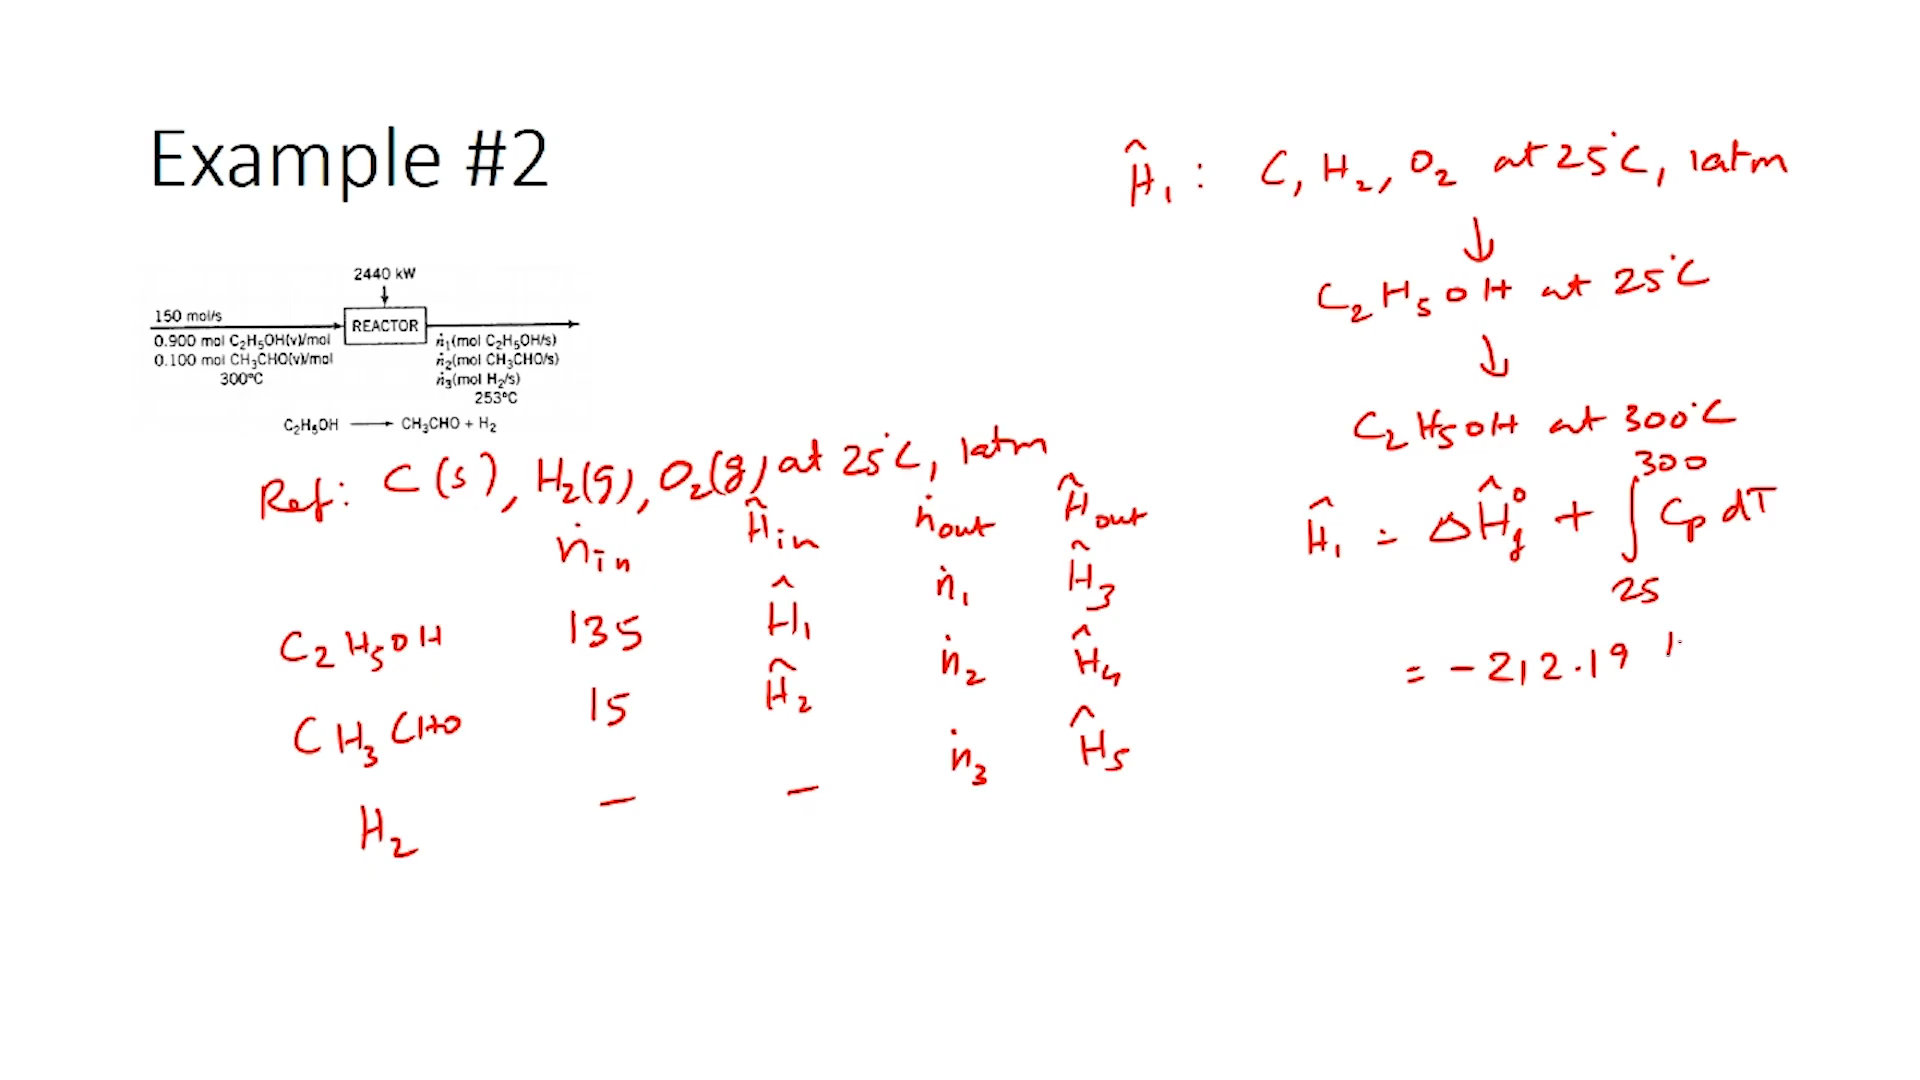 Example #2
2440 kW
150 mol/s
REACTOR
0.900 mol C₂H₅OH(v)/mol
0.100 mol CH₃CHO(v)/mol
300°C
ṅ₁(mol C₂H₅OH/s)
ṅ₂(mol CH₃CHO/s)
ṅ₃(mol H₂/s)
253°C
C₂H₅OH ⟶ CH₃CHO + H₂
Ref: C(s), H₂(g), O₂(g) at 25°C, 1atm
ṅin Ĥin ṅout Ĥout
C₂H₅OH 135 Ĥ₁ ṅ₁ Ĥ₃
CH₃CHO 15 Ĥ₂ ṅ₂ Ĥ₄
H₂ – – ṅ₃ Ĥ₅
Ĥ₁: C, H₂, O₂ at 25°C, 1atm
↓
C₂H₅OH at 25°C
↓
C₂H₅OH at 300°C
Ĥ₁ = ΔĤ°f + ∫₂₅³⁰⁰ Cp dT
= -212.19